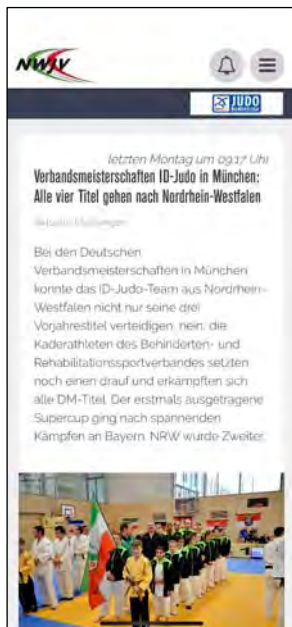 NWJV
JUDO
letzten Montag um 09:17 Uhr
Verbandsmeisterschaften ID-Judo in München:
Alle vier Titel gehen nach Nordrhein-Westfalen
Bei den Deutschen
Verbandsmeisterschaften in München
konnte das ID-Judo-Team aus Nordrhein-
Westfalen nicht nur seine drei
Vorjahrestitel verteidigen, nein, die
Kaderathleten des Behinderten- und
Rehabilitationssportverbandes setzten
noch einen drauf und erkämpften sich
alle DM-Titel. Der erstmals ausgetragene
Supercup ging nach spannenden
Kämpfen an Bayern. NRW wurde Zweiter.